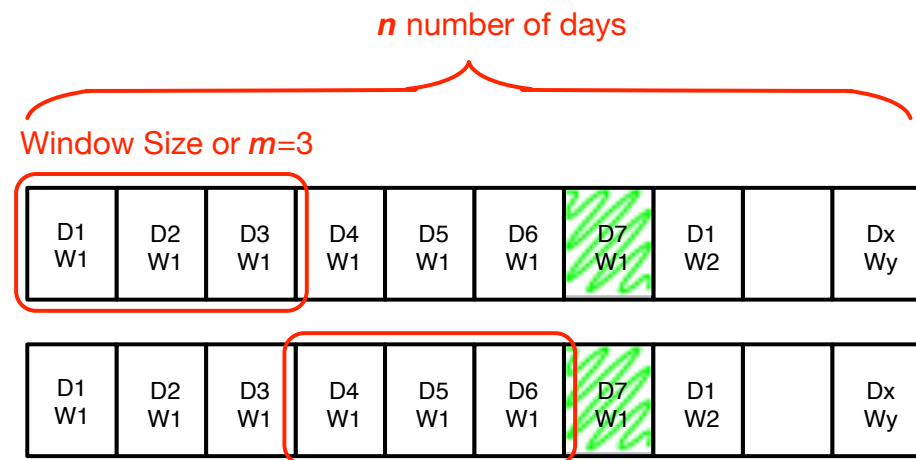 n number of days
Window Size or m=3
D1 D2 D3 D4 D5 D6 D7 D1 Dx
W1 W1 W1 W1 W1 W1 W1 W2 Wy
D1 D2 D3 D4 D5 D6 D7 D1 Dx
W1 W1 W1 W1 W1 W1 W1 W2 Wy